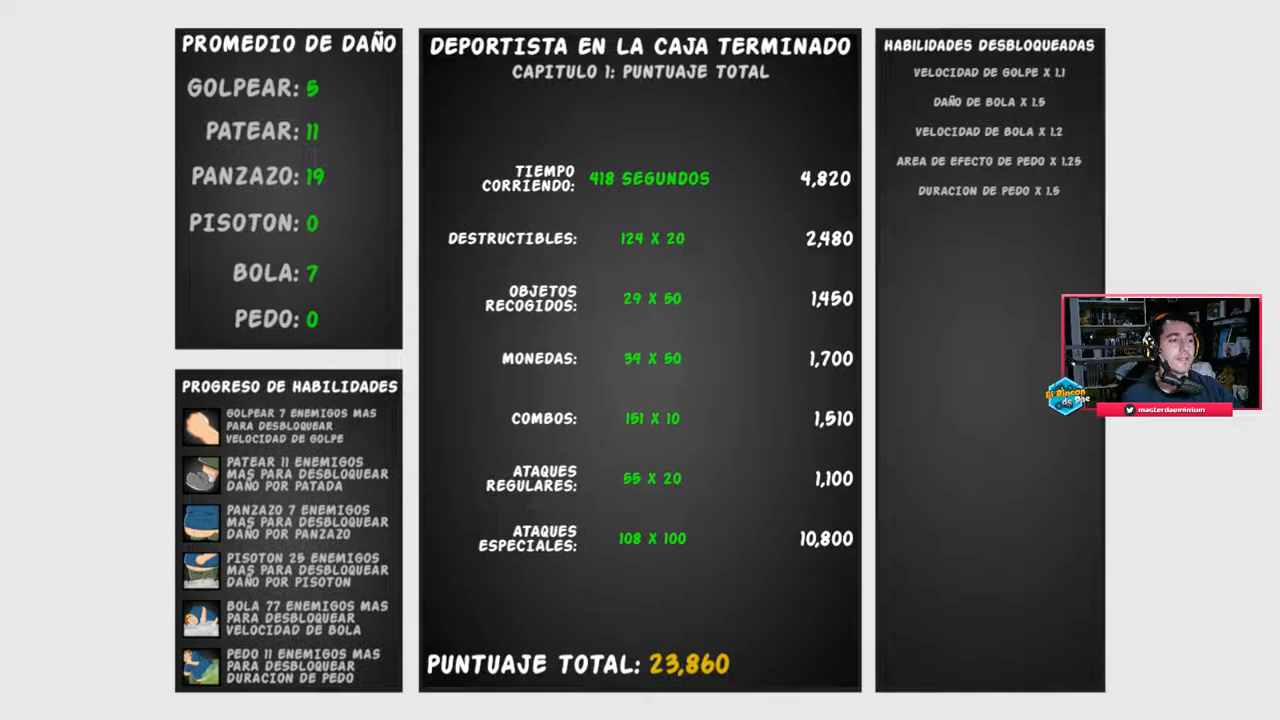 PROMEDIO DE DAÑO
GOLPEAR: 5
PATEAR: 11
PANZAZO: 19
PISOTON: 0
BOLA: 7
PEDO: 0
PROGRESO DE HABILIDADES
GOLPEAR 7 ENEMIGOS MAS
PARA DESBLOQUEAR
VELOCIDAD DE GOLPE
PATEAR 11 ENEMIGOS
MAS PARA DESBLOQUEAR
DAÑO POR PATADA
PANZAZO 7 ENEMIGOS
MAS PARA DESBLOQUEAR
DAÑO POR PANZAZO
PISOTON 25 ENEMIGOS
MAS PARA DESBLOQUEAR
DAÑO POR PISOTON
BOLA 77 ENEMIGOS MAS
PARA DESBLOQUEAR
VELOCIDAD DE BOLA
PEDO 11 ENEMIGOS MAS
PARA DESBLOQUEAR
DURACION DE PEDO
DEPORTISTA EN LA CAJA TERMINADO
CAPITULO 1: PUNTUAJE TOTAL
TIEMPO
CORRIENDO: 418 SEGUNDOS 4,820
DESTRUCTIBLES: 124 X 20 2,480
OBJETOS
RECOGIDOS: 29 X 50 1,450
MONEDAS: 34 X 50 1,700
COMBOS: 151 X 10 1,510
ATAQUES
REGULARES: 55 X 20 1,100
ATAQUES
ESPECIALES: 108 X 100 10,800
PUNTUAJE TOTAL: 23,860
HABILIDADES DESBLOQUEADAS
VELOCIDAD DE GOLPE X 1.1
DAÑO DE BOLA X 1.5
VELOCIDAD DE BOLA X 1.2
AREA DE EFECTO DE PEDO X 1.25
DURACION DE PEDO X 1.5
El Rincon
de Dae
masterdaeminium